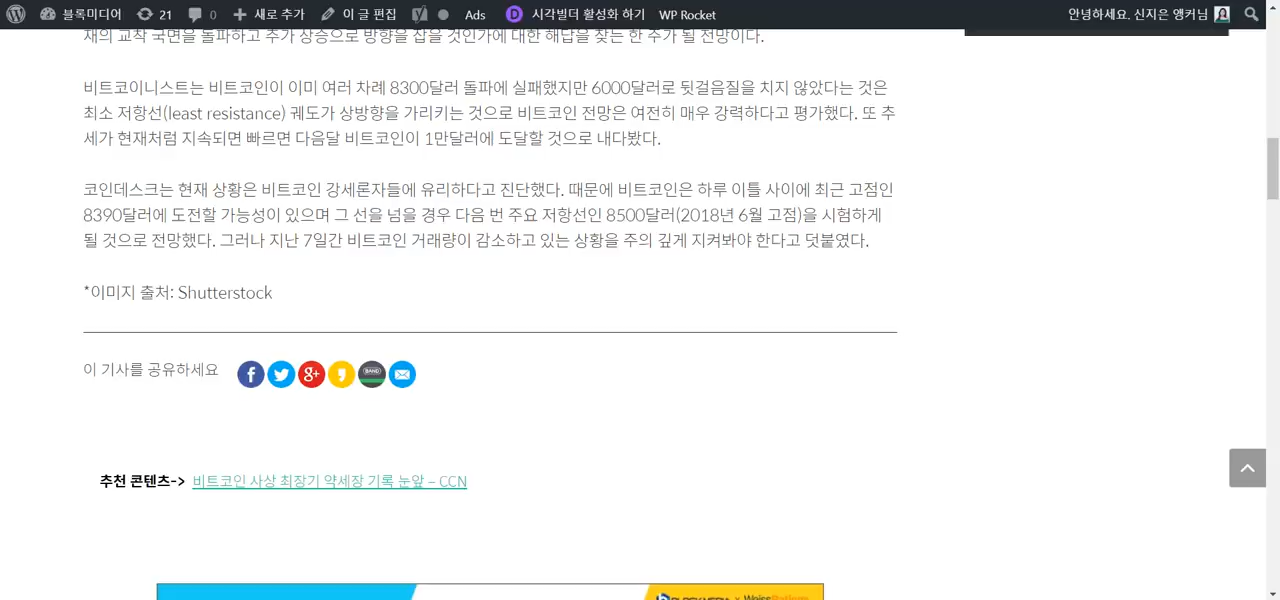 블록미디어 21 0 새로 추가 이 글 편집 Ads 시각빌더 활성화 하기 WP Rocket 안녕하세요. 신지은 앵커님
재의 교착 국면을 돌파하고 추가 상승으로 방향을 잡을 것인가에 대한 해답을 찾는 한 주가 될 전망이다.
비트코이니스트는 비트코인이 이미 여러 차례 8300달러 돌파에 실패했지만 6000달러로 뒷걸음질을 치지 않았다는 것은
최소 저항선(least resistance) 궤도가 상방향을 가리키는 것으로 비트코인 전망은 여전히 매우 강력하다고 평가했다. 또 추
세가 현재처럼 지속되면 빠르면 다음달 비트코인이 1만달러에 도달할 것으로 내다봤다.
코인데스크는 현재 상황은 비트코인 강세론자들에 유리하다고 진단했다. 때문에 비트코인은 하루 이틀 사이에 최근 고점인
8390달러에 도전할 가능성이 있으며 그 선을 넘을 경우 다음 번 주요 저항선인 8500달러(2018년 6월 고점)을 시험하게
될 것으로 전망했다. 그러나 지난 7일간 비트코인 거래량이 감소하고 있는 상황을 주의 깊게 지켜봐야 한다고 덧붙였다.
*이미지 출처: Shutterstock
이 기사를 공유하세요 BAND
추천 콘텐츠-> 비트코인 사상 최장기 약세장 기록 눈앞 – CCN